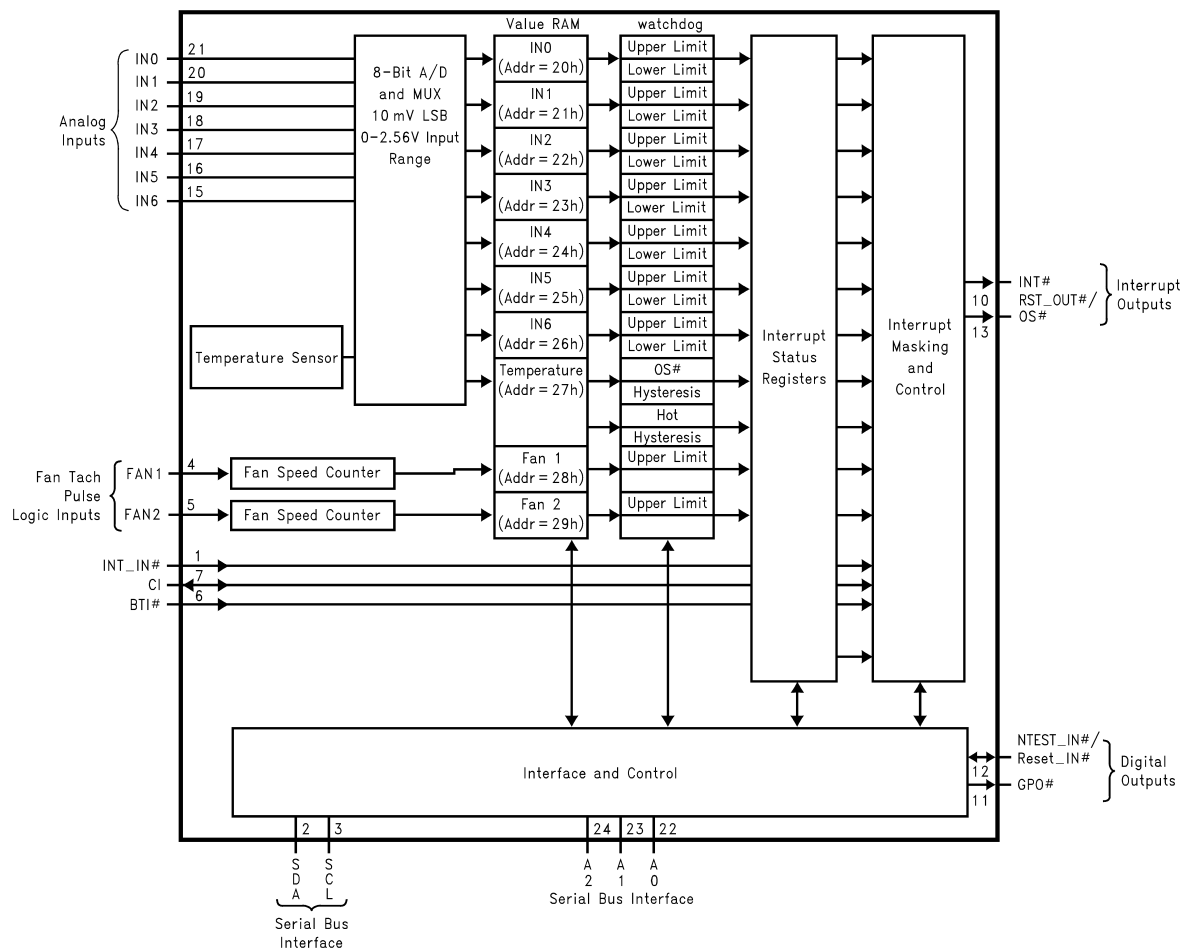 Value RAM
watchdog
Analog
Inputs
IN0
21
IN1
20
IN2
19
IN3
18
IN4
17
IN5
16
IN6
15
8-Bit A/D
and MUX
10 mV LSB
0-2.56V Input
Range
Temperature Sensor
IN0
(Addr = 20h)
IN1
(Addr = 21h)
IN2
(Addr = 22h)
IN3
(Addr = 23h)
IN4
(Addr = 24h)
IN5
(Addr = 25h)
IN6
(Addr = 26h)
Temperature
(Addr = 27h)
Fan 1
(Addr = 28h)
Fan 2
(Addr = 29h)
Upper Limit
Lower Limit
Upper Limit
Lower Limit
Upper Limit
Lower Limit
Upper Limit
Lower Limit
Upper Limit
Lower Limit
Upper Limit
Lower Limit
Upper Limit
Lower Limit
OS#
Hysteresis
Hot
Hysteresis
Upper Limit
Upper Limit
Interrupt
Status
Registers
Interrupt
Masking
and
Control
INT#
10
RST_OUT#/
OS#
13
Interrupt
Outputs
Fan Tach
Pulse
Logic Inputs
FAN1
4
Fan Speed Counter
FAN2
5
Fan Speed Counter
INT_IN#
1
CI
7
BTI#
6
Interface and Control
NTEST_IN#/
Reset_IN#
12
GPO#
11
Digital
Outputs
2
3
24
23
22
SDA
SCL
A2
A1
A0
Serial Bus Interface
Serial Bus
Interface